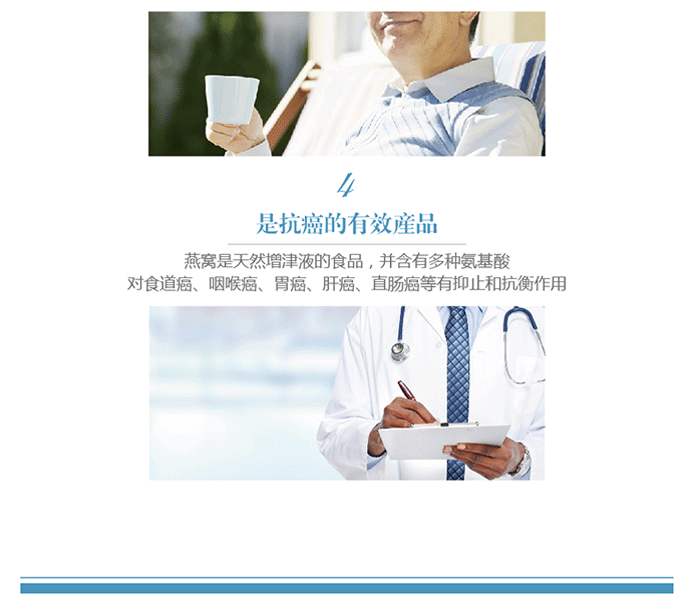 4
是抗癌的有效産品
燕窝是天然增津液的食品，并含有多种氨基酸
对食道癌、咽喉癌、胃癌、肝癌、直肠癌等有抑止和抗衡作用